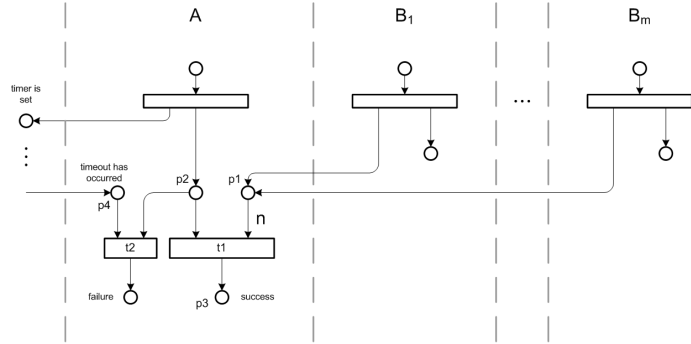 A
B1
Bm
timer is
set
...
timeout has
occurred
p4
p2
p1
n
t2
t1
failure
p3
success